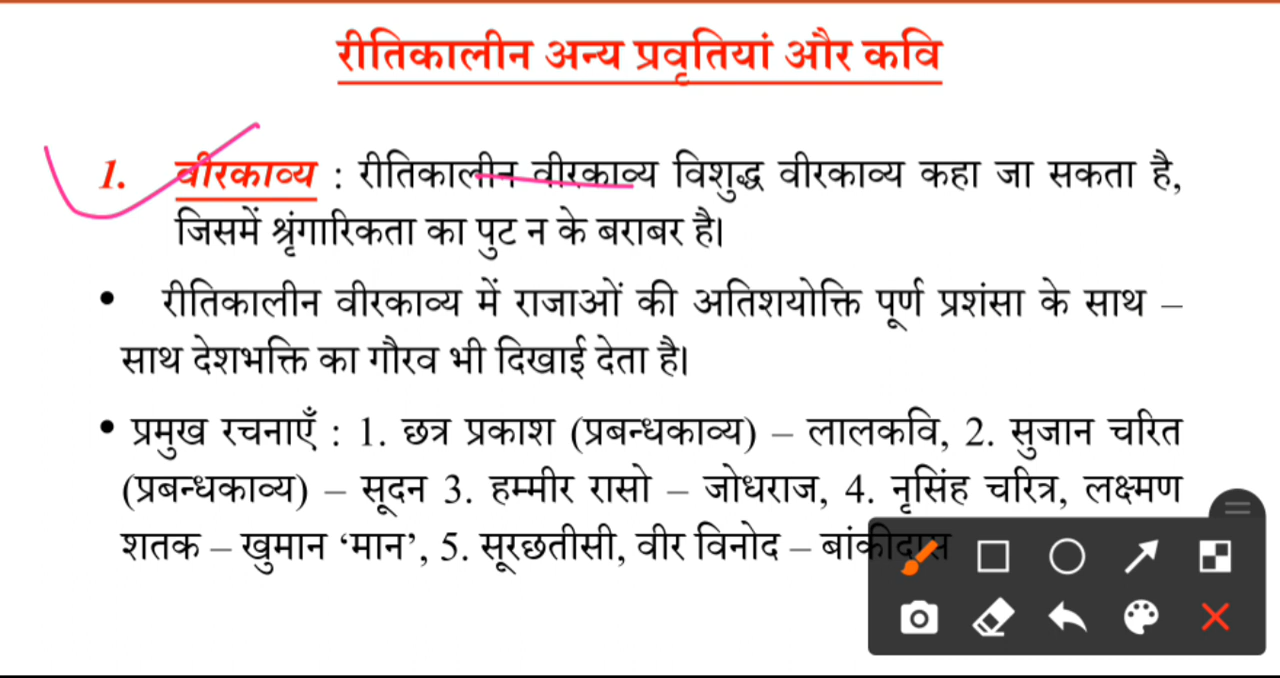 रीतिकालीन अन्य प्रवृतियां और कवि
1. वीरकाव्य : रीतिकालीन वीरकाव्य विशुद्ध वीरकाव्य कहा जा सकता है,
जिसमें श्रृंगारिकता का पुट न के बराबर है।
• रीतिकालीन वीरकाव्य में राजाओं की अतिशयोक्ति पूर्ण प्रशंसा के साथ –
साथ देशभक्ति का गौरव भी दिखाई देता है।
• प्रमुख रचनाएँ : 1. छत्र प्रकाश (प्रबन्धकाव्य) – लालकवि, 2. सुजान चरित
(प्रबन्धकाव्य) – सूदन 3. हम्मीर रासो – जोधराज, 4. नृसिंह चरित्र, लक्ष्मण
शतक – खुमान ‘मान’, 5. सूरछतीसी, वीर विनोद – बांकीदास